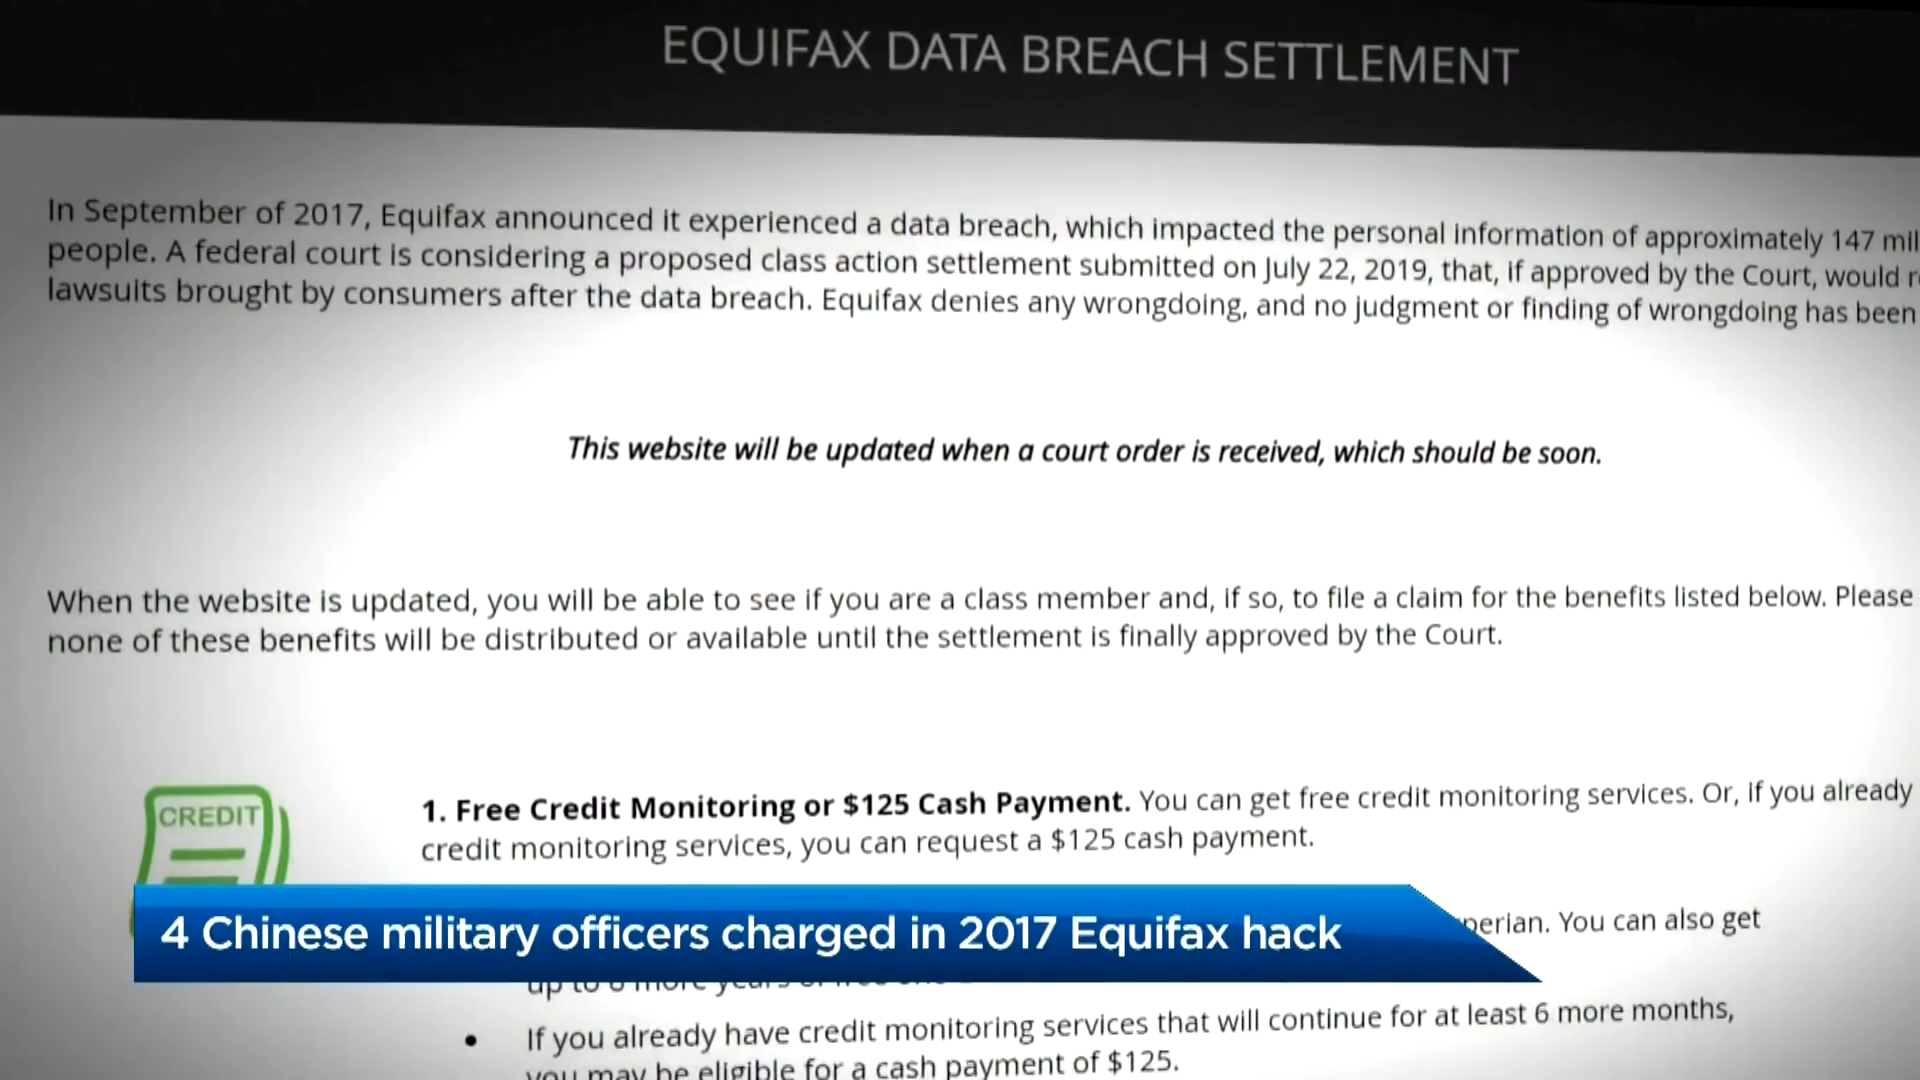 EQUIFAX DATA BREACH SETTLEMENT
In September of 2017, Equifax announced it experienced a data breach, which impacted the personal information of approximately 147 mil
people. A federal court is considering a proposed class action settlement submitted on July 22, 2019, that, if approved by the Court, would
lawsuits brought by consumers after the data breach. Equifax denies any wrongdoing, and no judgment or finding of wrongdoing has been
This website will be updated when a court order is received, which should be soon.
When the website is updated, you will be able to see if you are a class member and, if so, to file a claim for the benefits listed below. Please
none of these benefits will be distributed or available until the settlement is finally approved by the Court.
CREDIT
1. Free Credit Monitoring or $125 Cash Payment. You can get free credit monitoring services. Or, if you already
credit monitoring services, you can request a $125 cash payment.
4 Chinese military officers charged in 2017 Equifax hack
perian. You can also get
up to 6 more years of free
If you already have credit monitoring services that will continue for at least 6 more months,
you may be eligible for a cash payment of $125.